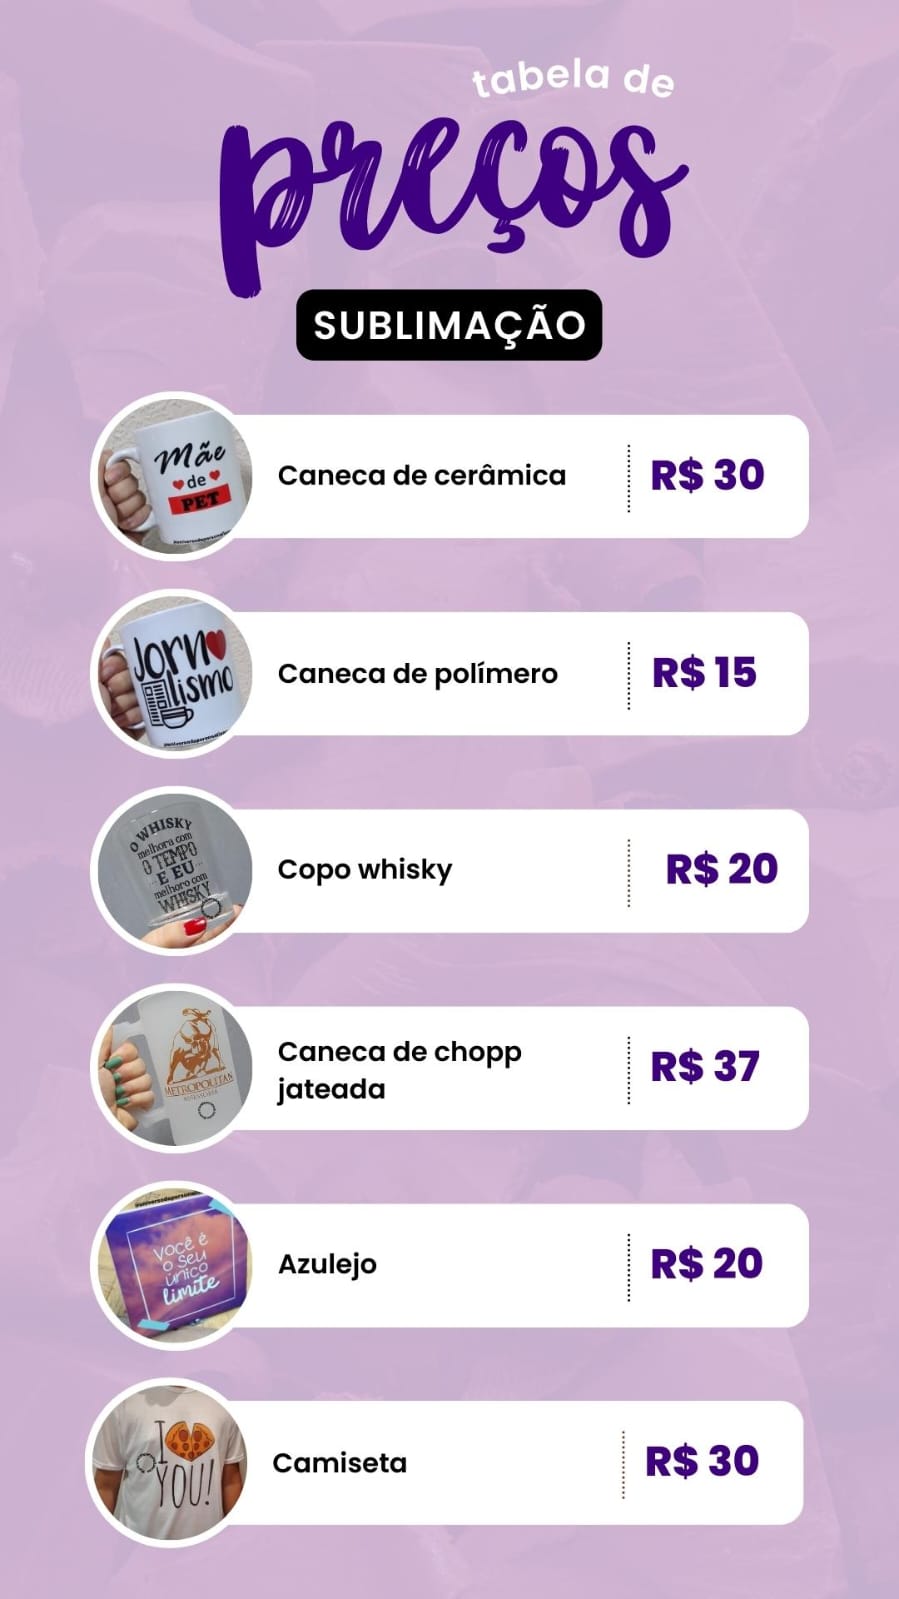 tabela de
preços
SUBLIMAÇÃO
Mãe
de
PET
Caneca de cerâmica
R$ 30
Jorn
lismo
Caneca de polímero
R$ 15
O WHISKY
melhora com
O TEMPO
E EU
melhoro com
WHISKY
Copo whisky
R$ 20
METROPOLITAN
Caneca de chopp
jateada
R$ 37
VOCÊ É
O SEU
ÚNICO
limite
Azulejo
R$ 20
I
YOU!
Camiseta
R$ 30